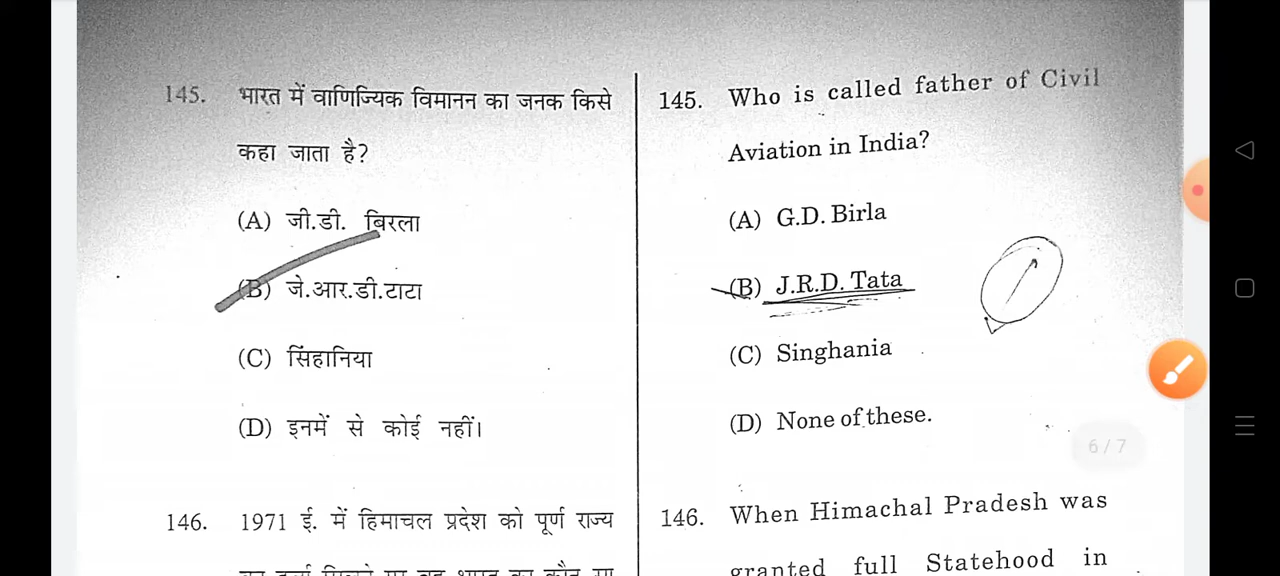 145. भारत में वाणिज्यिक विमानन का जनक किसे
कहा जाता है?
(A) जी.डी. बिरला
(B) जे.आर.डी.टाटा
(C) सिंहानिया
(D) इनमें से कोई नहीं।
146. 1971 ई. में हिमाचल प्रदेश को पूर्ण राज्य
145. Who is called father of Civil
Aviation in India?
(A) G.D. Birla
(B) J.R.D. Tata
(C) Singhania
(D) None of these.
6/7
146. When Himachal Pradesh was
granted full Statehood in